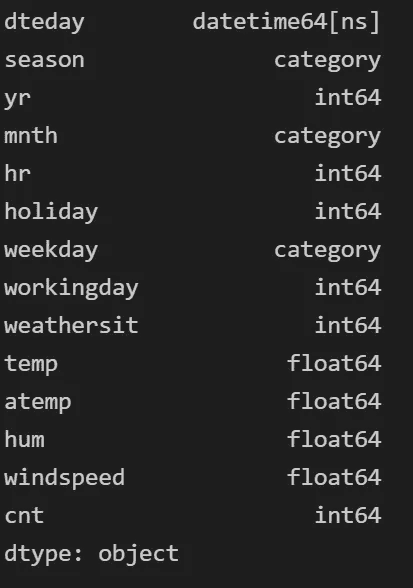 dteday datetime64[ns]
season category
yr int64
mnth category
hr int64
holiday int64
weekday category
workingday int64
weathersit int64
temp float64
atemp float64
hum float64
windspeed float64
cnt int64
dtype: object